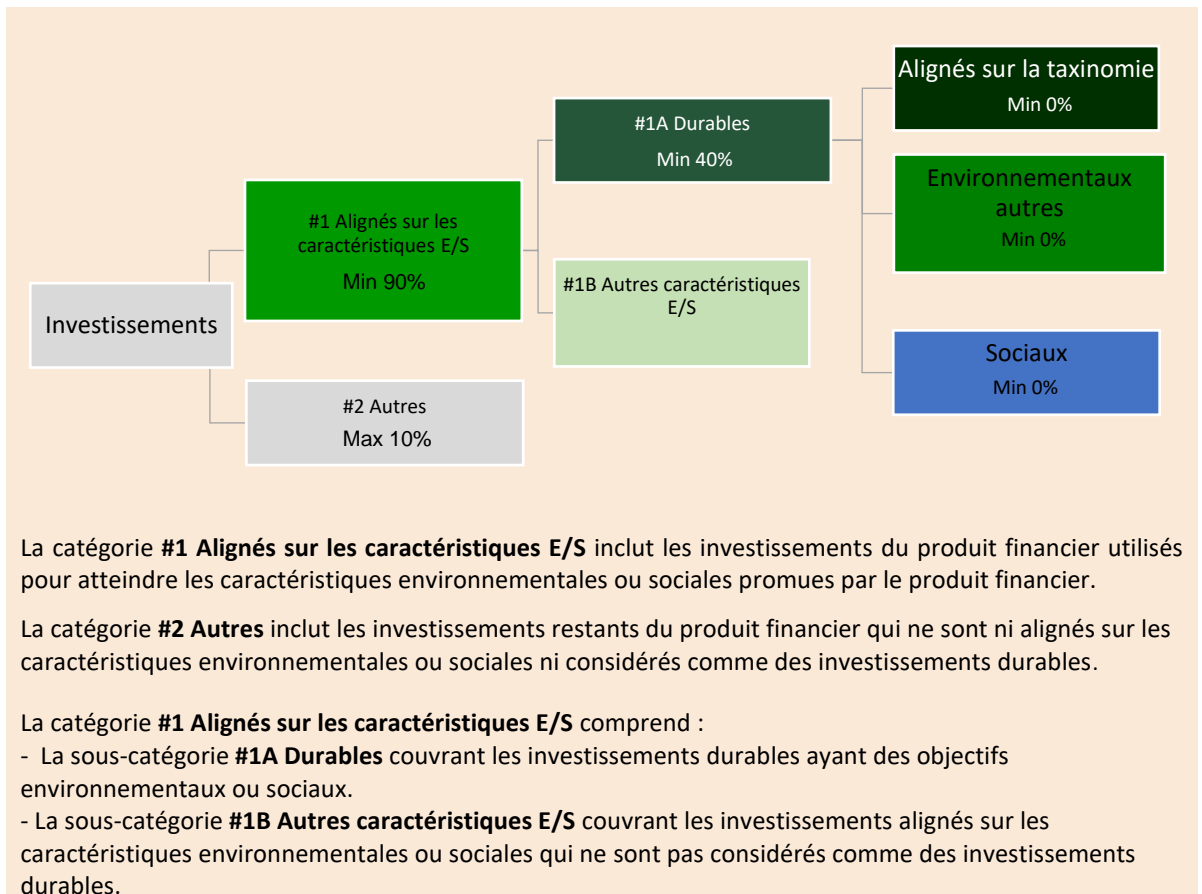 Alignés sur la taxinomie
Min 0%
#1A Durables
Min 40%
Environnementaux
autres
Min 0%
#1 Alignés sur les
caractéristiques E/S
Min 90%
#1B Autres caractéristiques
E/S
Investissements
Sociaux
Min 0%
#2 Autres
Max 10%
La catégorie #1 Alignés sur les caractéristiques E/S inclut les investissements du produit financier utilisés
pour atteindre les caractéristiques environnementales ou sociales promues par le produit financier.
La catégorie #2 Autres inclut les investissements restants du produit financier qui ne sont ni alignés sur les
caractéristiques environnementales ou sociales ni considérés comme des investissements durables.
La catégorie #1 Alignés sur les caractéristiques E/S comprend :
- La sous-catégorie #1A Durables couvrant les investissements durables ayant des objectifs
environnementaux ou sociaux.
- La sous-catégorie #1B Autres caractéristiques E/S couvrant les investissements alignés sur les
caractéristiques environnementales ou sociales qui ne sont pas considérés comme des investissements
durables.